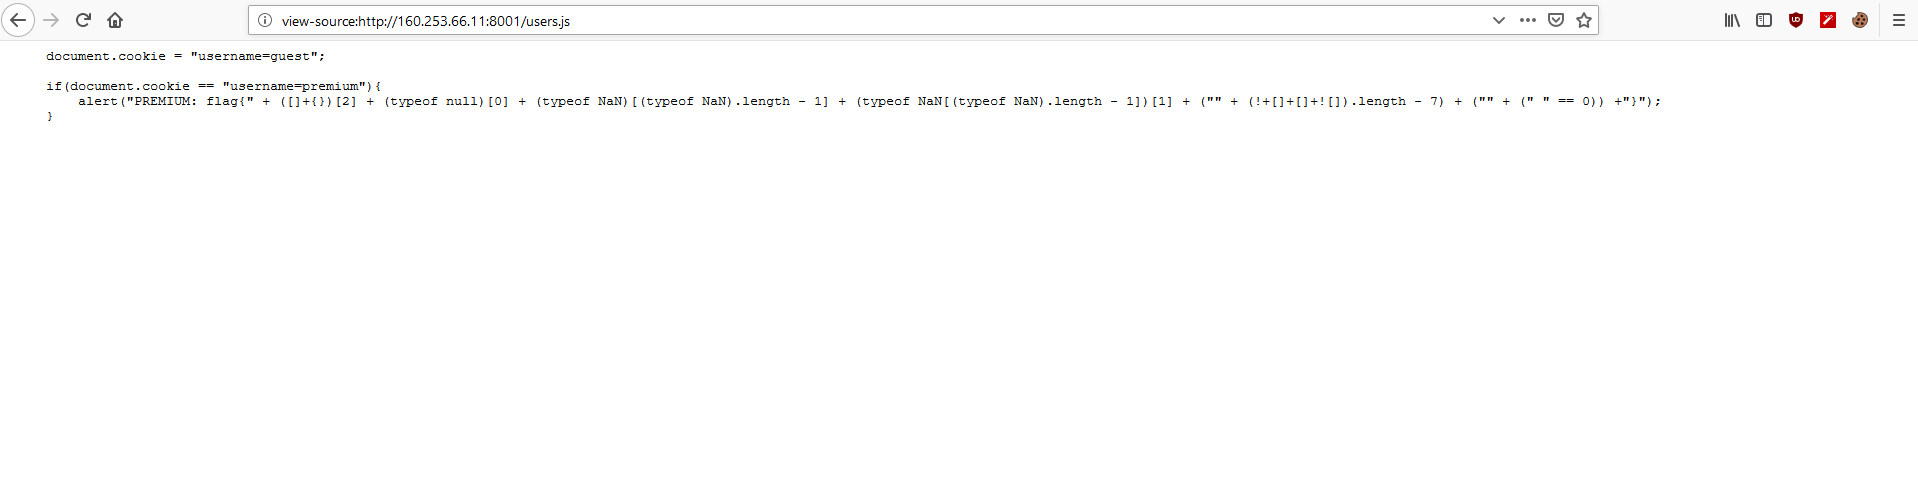 view-source:http://160.253.66.11:8001/users.js
document.cookie = "username=guest";
if(document.cookie == "username=premium"){
    alert("PREMIUM: flag{" + ([]+{})[2] + (typeof null)[0] + (typeof NaN)[(typeof NaN).length - 1] + (typeof NaN[(typeof NaN).length - 1])[1] + ("" + (!+[]+[]+![]).length - 7) + ("" + (" " == 0)) +"}");
}